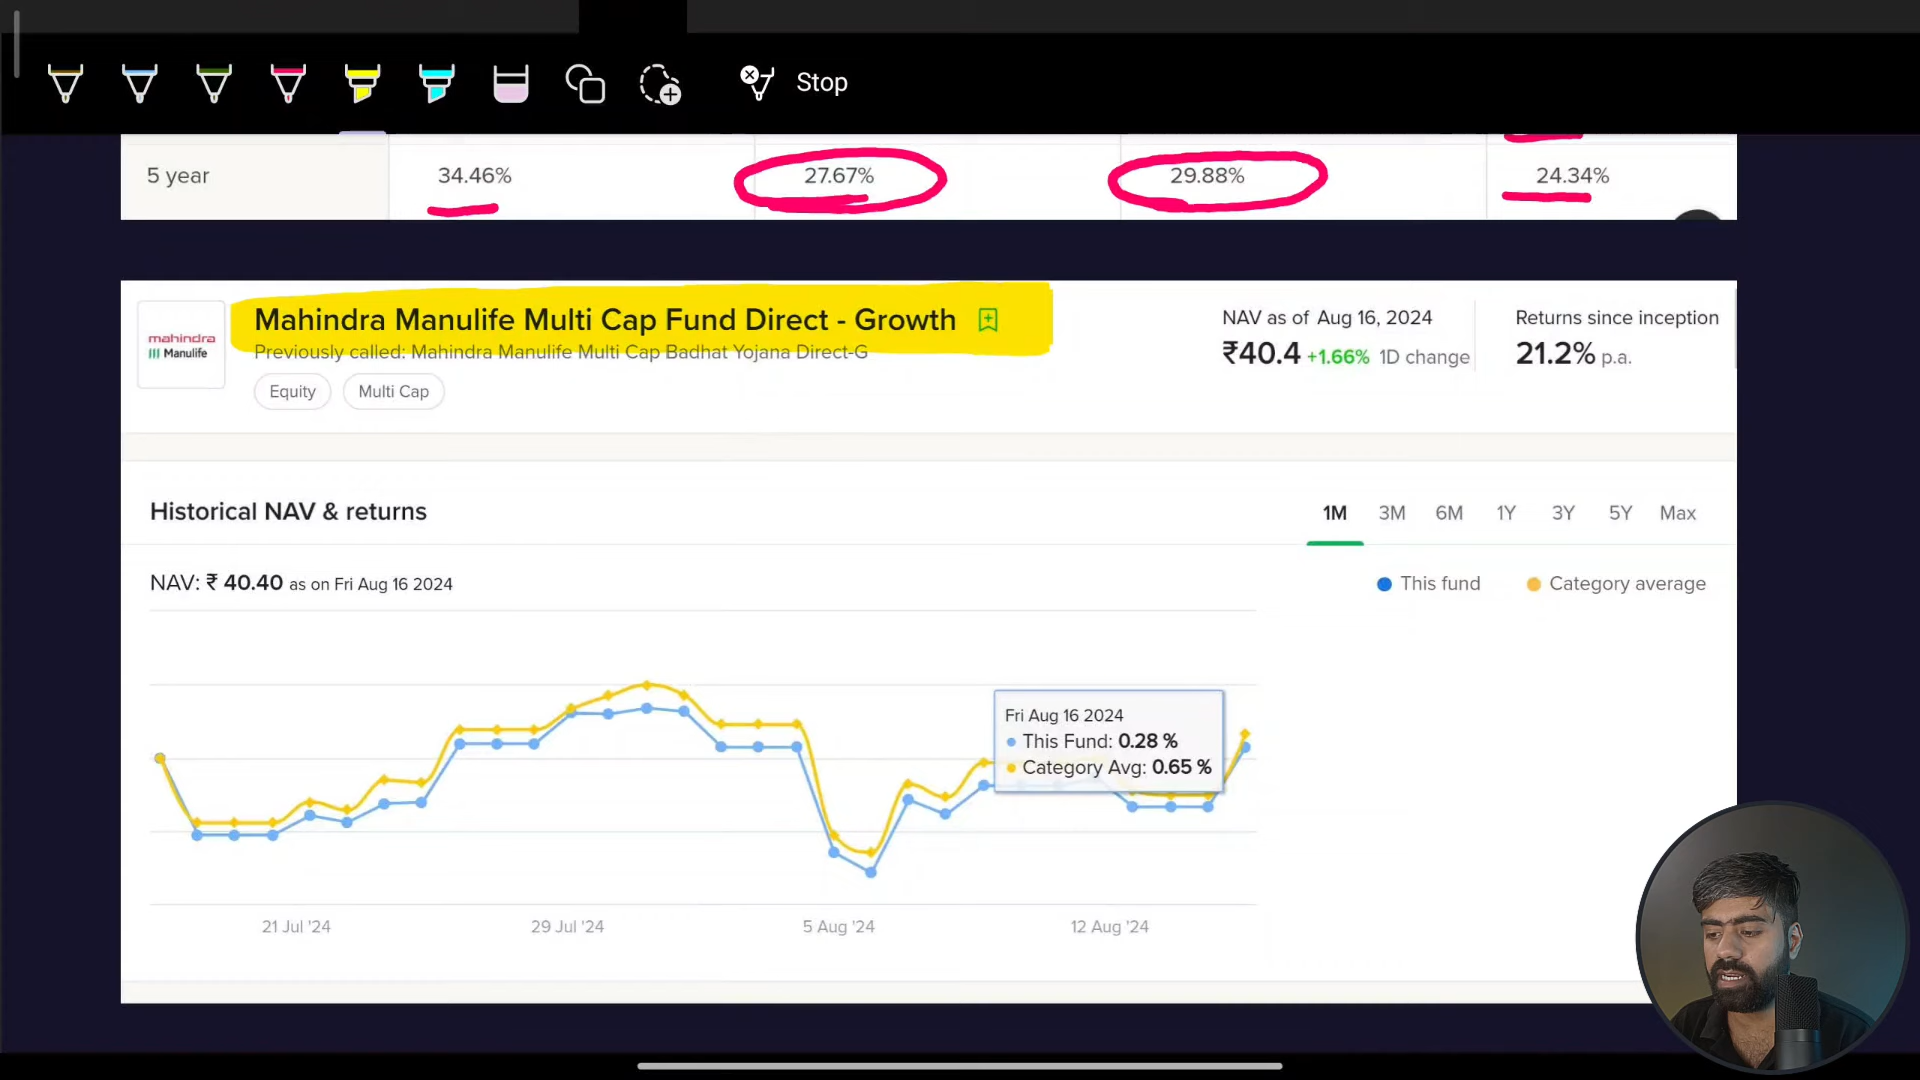 Stop
5 year 34.46% 27.67% 29.88% 24.34%
mahindra
Manulife
Mahindra Manulife Multi Cap Fund Direct - Growth
Previously called: Mahindra Manulife Multi Cap Badhat Yojana Direct-G
Equity Multi Cap
NAV as of Aug 16, 2024
₹40.4 +1.66% 1D change
Returns since inception
21.2% p.a.
Historical NAV & returns
1M 3M 6M 1Y 3Y 5Y Max
NAV: ₹ 40.40 as on Fri Aug 16 2024
This fund Category average
Fri Aug 16 2024
This Fund: 0.28 %
Category Avg: 0.65 %
21 Jul '24 29 Jul '24 5 Aug '24 12 Aug '24